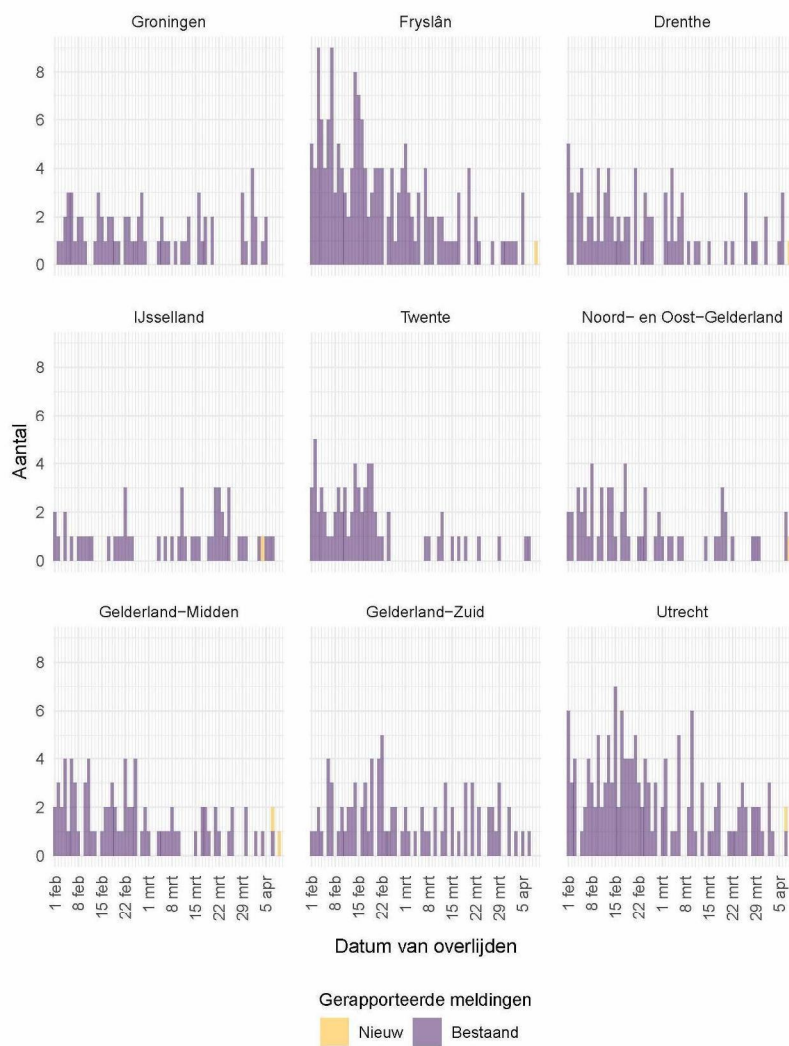 Groningen Fryslân Drenthe
8
6
4
2
0
IJsselland Twente Noord- en Oost-Gelderland
8
6
4
2
0
Aantal
Gelderland-Midden Gelderland-Zuid Utrecht
8
6
4
2
0
1 feb 8 feb 15 feb 22 feb 1 mrt 8 mrt 15 mrt 22 mrt 29 mrt 5 apr 1 feb 8 feb 15 feb 22 feb 1 mrt 8 mrt 15 mrt 22 mrt 29 mrt 5 apr 1 feb 8 feb 15 feb 22 feb 1 mrt 8 mrt 15 mrt 22 mrt 29 mrt 5 apr
Datum van overlijden
Gerapporteerde meldingen
Nieuw Bestaand